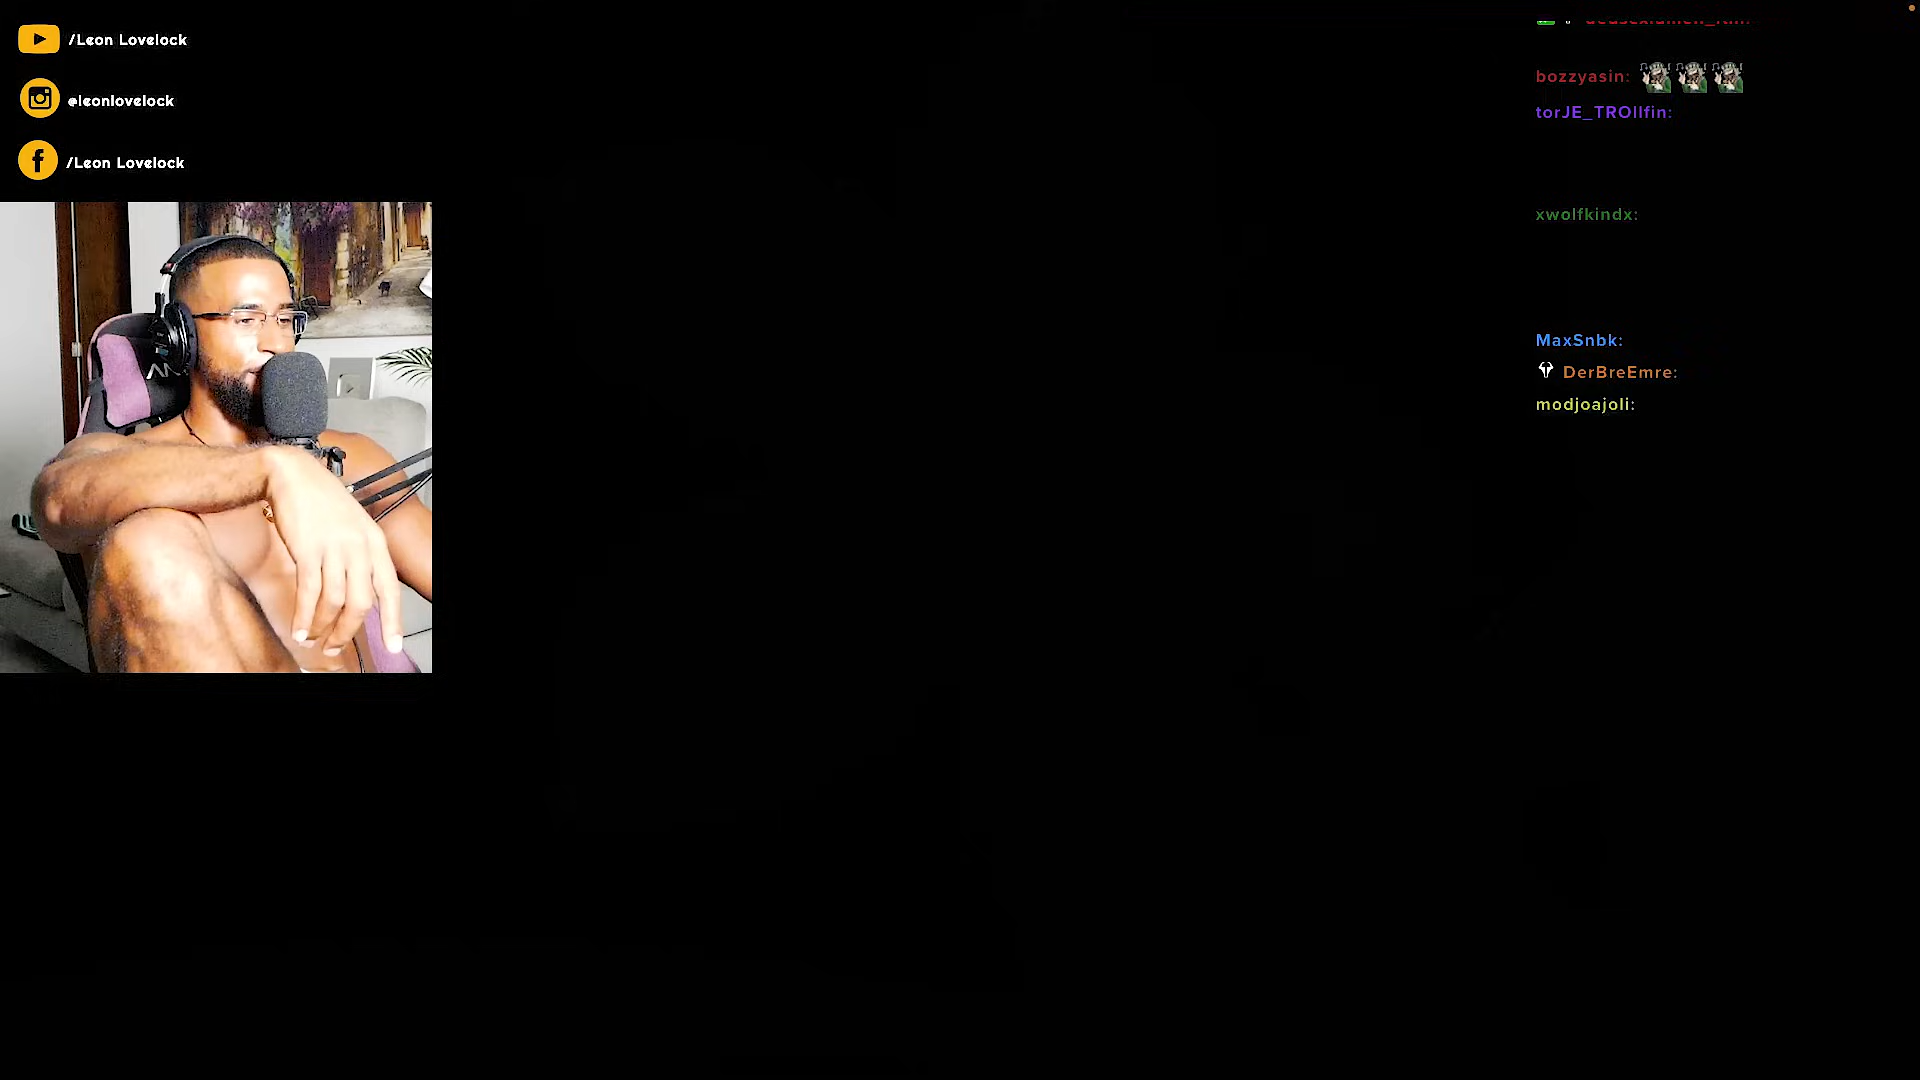 /Leon Lovelock
@leonlovelock
/Leon Lovelock
bozzyasin:
torJE_TROllfin:
xwolfkindx:
MaxSnbk:
DerBreEmre:
modjoajoli: